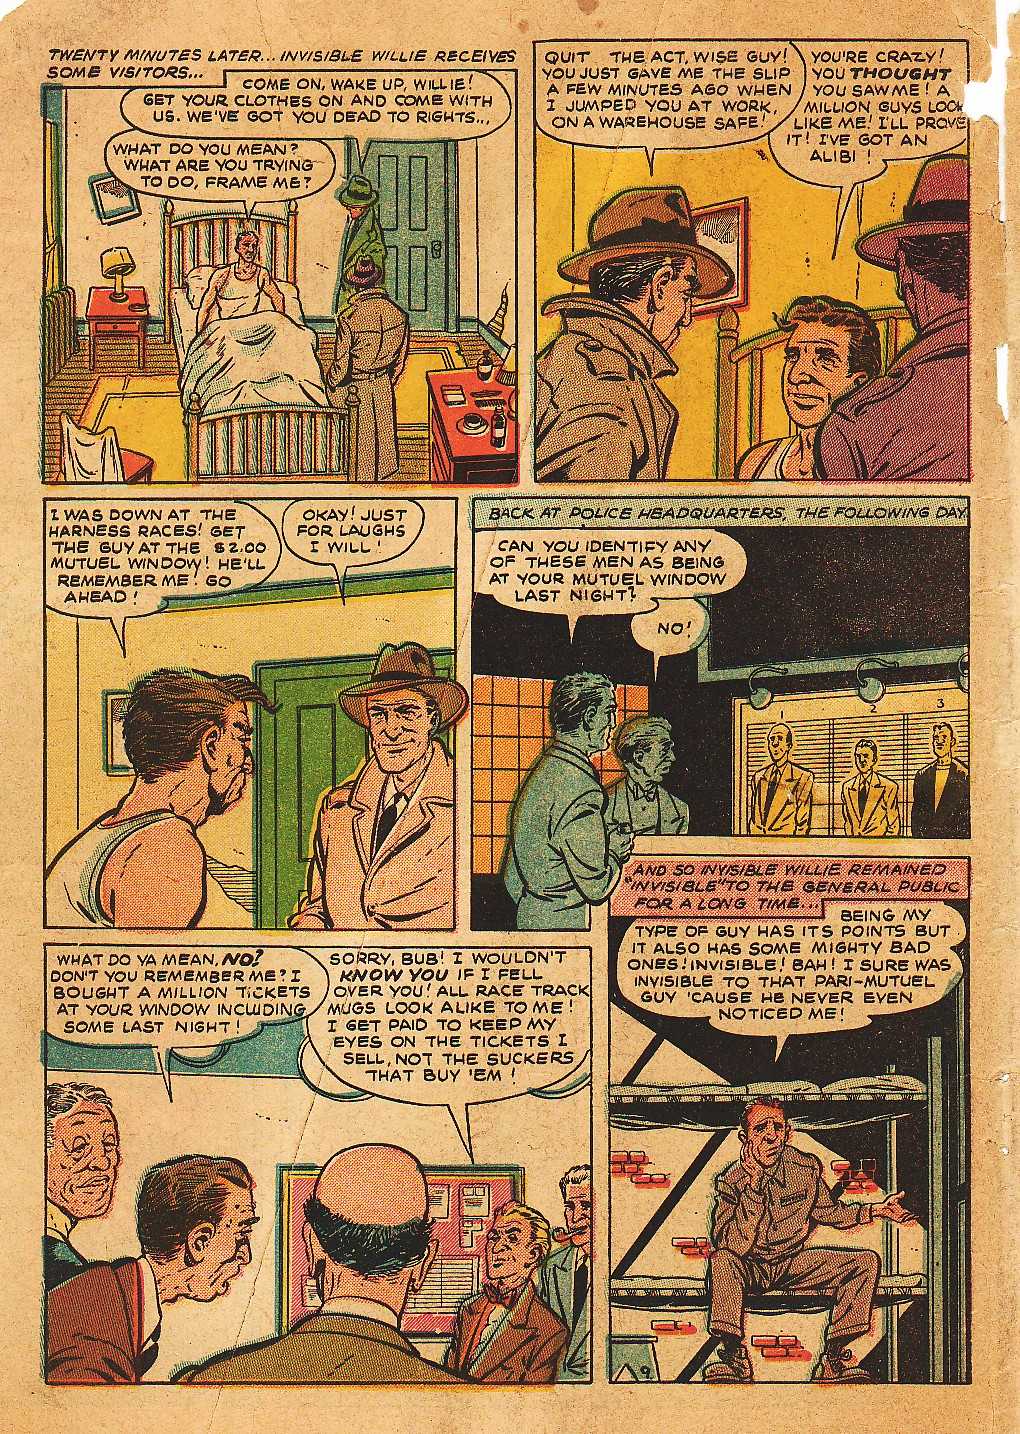 TWENTY MINUTES LATER... INVISIBLE WILLIE RECEIVES
SOME VISITORS...
COME ON, WAKE UP, WILLIE!
GET YOUR CLOTHES ON AND COME WITH
US. WE'VE GOT YOU DEAD TO RIGHTS...
WHAT DO YOU MEAN?
WHAT ARE YOU TRYING
TO DO, FRAME ME?
QUIT THE ACT, WISE GUY!
YOU JUST GAVE ME THE SLIP
A FEW MINUTES AGO WHEN
I JUMPED YOU AT WORK,
ON A WAREHOUSE SAFE!
YOU'RE CRAZY!
YOU THOUGHT
YOU SAW ME! A
MILLION GUYS LOOK
LIKE ME! I'LL PROVE
IT! I'VE GOT AN
ALIBI!
I WAS DOWN AT THE
HARNESS RACES! GET
THE GUY AT THE $2.00
MUTUEL WINDOW! HE'LL
REMEMBER ME! GO
AHEAD!
OKAY! JUST
FOR LAUGHS
I WILL!
BACK AT POLICE HEADQUARTERS, THE FOLLOWING DAY
CAN YOU IDENTIFY ANY
OF THESE MEN AS BEING
AT YOUR MUTUEL WINDOW
LAST NIGHT?
NO!
1 2 3
WHAT DO YA MEAN, NO?
DON'T YOU REMEMBER ME? I
BOUGHT A MILLION TICKETS
AT YOUR WINDOW INCLUDING
SOME LAST NIGHT!
SORRY, BUB! I WOULDN'T
KNOW YOU IF I FELL
OVER YOU! ALL RACE TRACK
MUGS LOOK ALIKE TO ME!
I GET PAID TO KEEP MY
EYES ON THE TICKETS I
SELL, NOT THE SUCKERS
THAT BUY 'EM!
AND SO INVISIBLE WILLIE REMAINED
"INVISIBLE" TO THE GENERAL PUBLIC
FOR A LONG TIME...
BEING MY
TYPE OF GUY HAS ITS POINTS BUT
IT ALSO HAS SOME MIGHTY BAD
ONES! INVISIBLE! BAH! I SURE WAS
INVISIBLE TO THAT PARI-MUTUEL
GUY 'CAUSE HE NEVER EVEN
NOTICED ME!
9